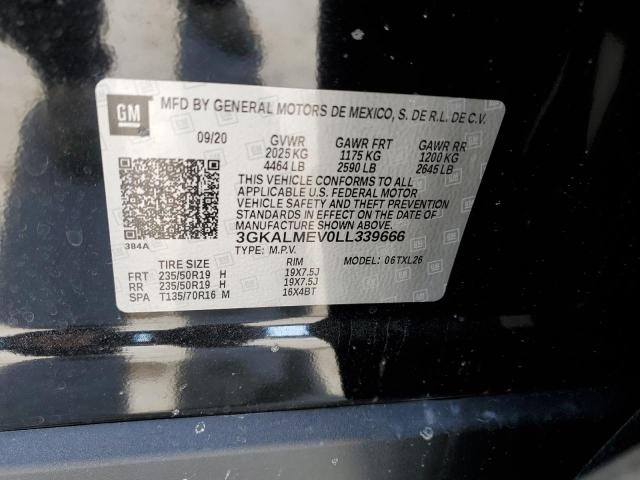 GM MFD BY GENERAL MOTORS DE MEXICO, S. DE R.L. DE C.V.
09/20 GVWR GAWR FRT GAWR RR
2025 KG 1175 KG 1200 KG
4464 LB 2590 LB 2645 LB
THIS VEHICLE CONFORMS TO ALL
APPLICABLE U.S. FEDERAL MOTOR
VEHICLE SAFETY AND THEFT PREVENTION
STANDARDS IN EFFECT ON THE DATE OF
MANUFACTURE SHOWN ABOVE.
384A 3GKALMEV0LL339666
TYPE: M.P.V. 06TXL26
TIRE SIZE RIM
FRT 235/50R19 H 19X7.5J
RR 235/50R19 H 19X7.5J
SPA T135/70R16 M 16X4BT